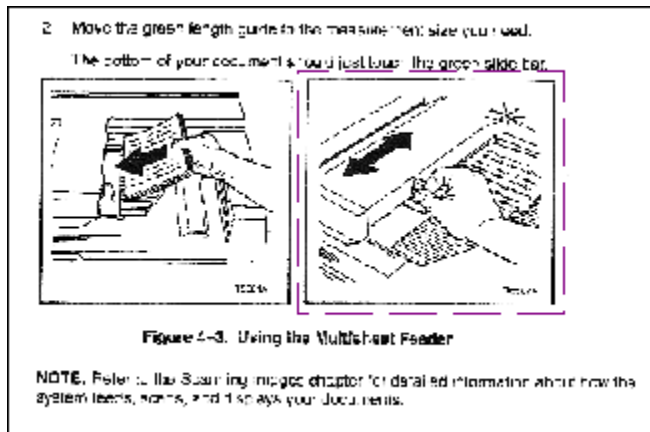 2. Move the green length guide to the measurement size you need.
The bottom of your document should just touch the green slide bar.
Figure 4-3. Using the Multisheet Feeder
NOTE. Refer to the Scanning Images chapter for detailed information about how the
system feeds, scans, and displays your documents.